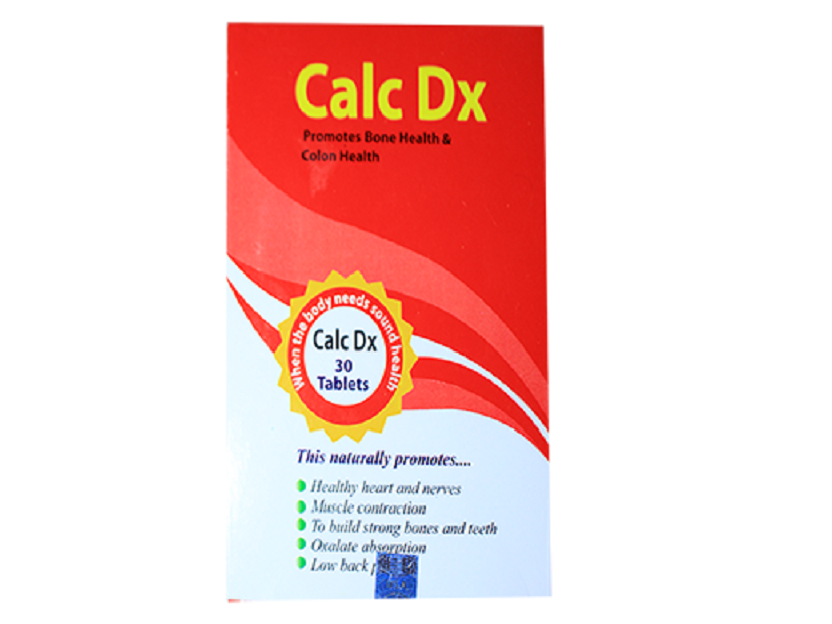 Calc Dx
Promotes Bone Health &
Colon Health
When the body needs sound health
Calc Dx
30
Tablets
This naturally promotes....
Healthy heart and nerves
Muscle contraction
To build strong bones and teeth
Oxalate absorption
Low back